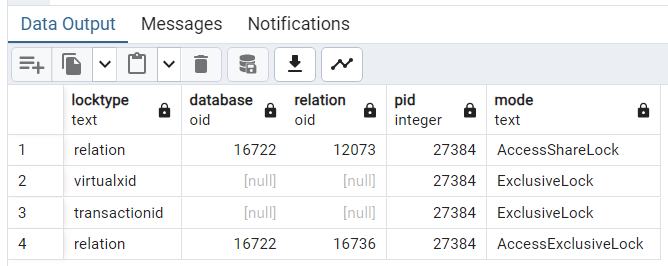 Data Output Messages Notifications
locktype database relation pid mode
text oid oid integer text
1 relation 16722 12073 27384 AccessShareLock
2 virtualxid [null] [null] 27384 ExclusiveLock
3 transactionid [null] [null] 27384 ExclusiveLock
4 relation 16722 16736 27384 AccessExclusiveLock